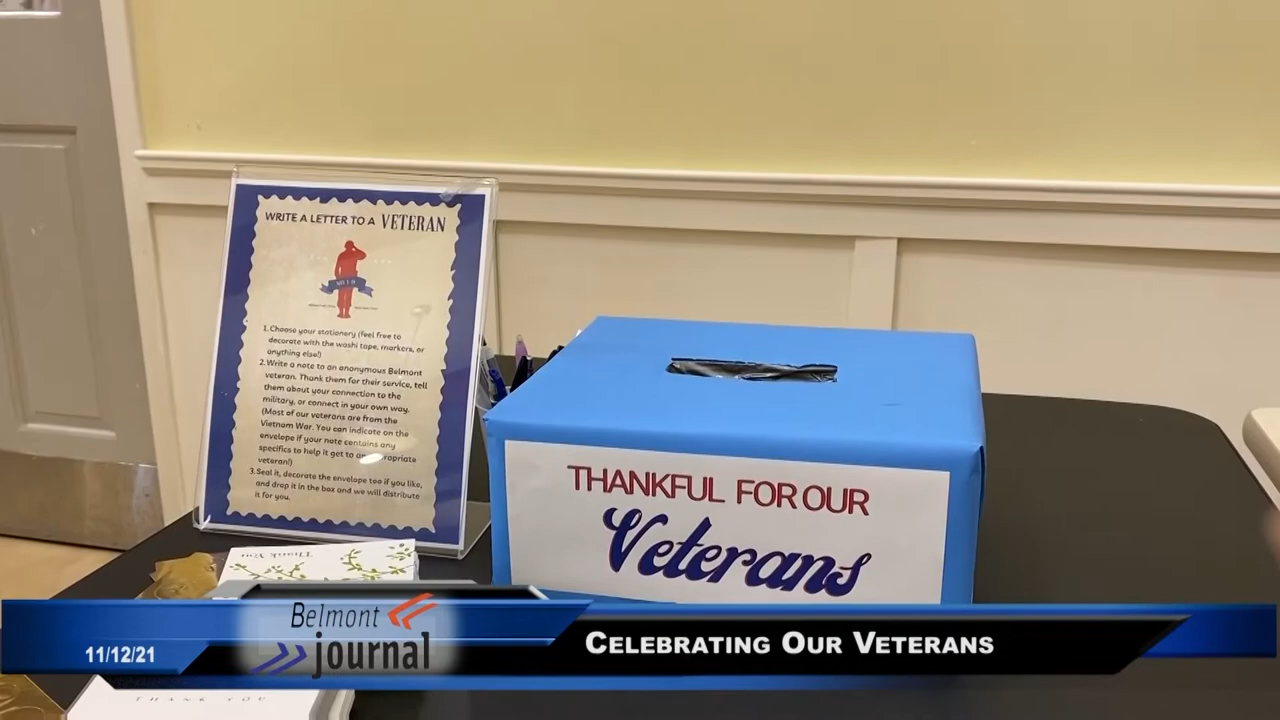 WRITE A LETTER TO A VETERAN
1. Choose your stationery (feel free to
decorate with the washi tape, markers, or
anything else!)
2. Write a note to an anonymous Belmont
veteran. Thank them for their service, tell
them about your connection to the
military, or connect in your own way.
(Most of our veterans are from the
Vietnam War. You can indicate on the
envelope if your note contains any
specifics to help it get to an appropriate
veteran!)
3. Seal it, decorate the envelope too if you like,
and drop it in the box and we will distribute
it for you.
THANKFUL FOR OUR
Veterans
Thank You
Belmont
journal
11/12/21
CELEBRATING OUR VETERANS
THANK YOU